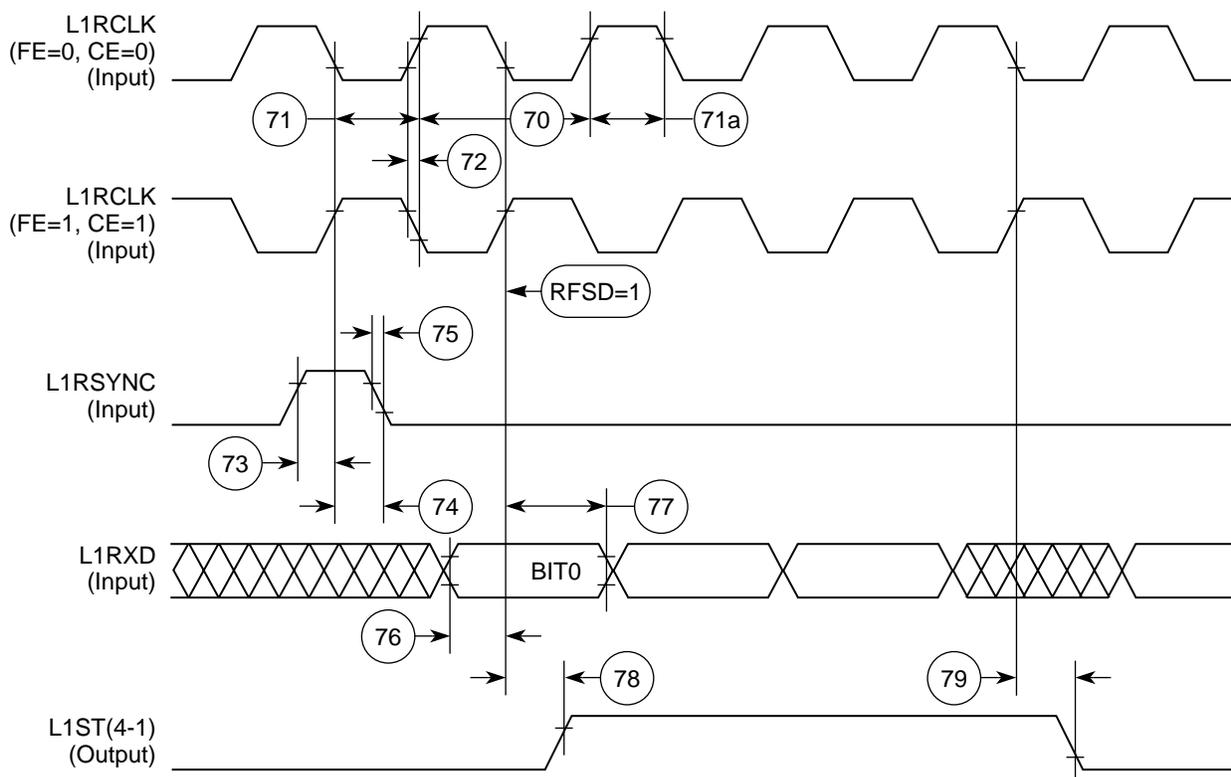 L1RCLK
(FE=0, CE=0)
(Input)
71
70
71a
72
L1RCLK
(FE=1, CE=1)
(Input)
RFSD=1
75
L1RSYNC
(Input)
73
74
77
L1RXD
(Input)
BIT0
76
78
79
L1ST(4-1)
(Output)